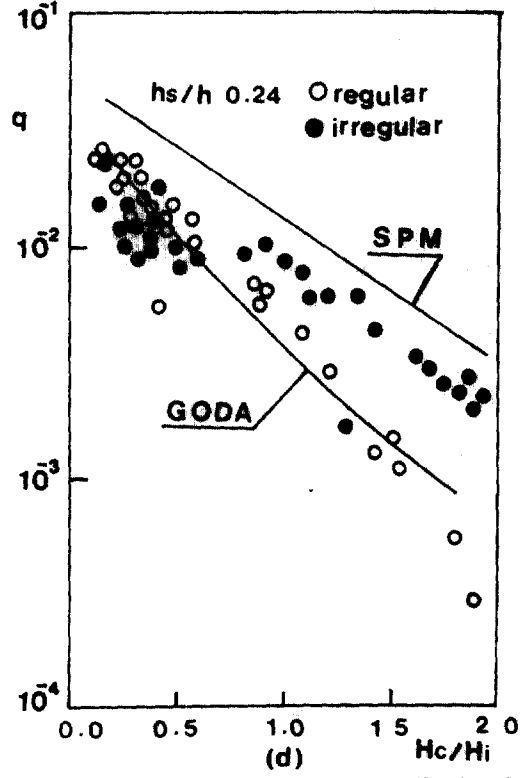 10⁻¹
hs/h 0.24 regular
q
irregular
SPM
10⁻²
GODA
10⁻³
10⁻⁴
0.0 0.5 1.0 1 5 2 0
(d) Hc/Hi